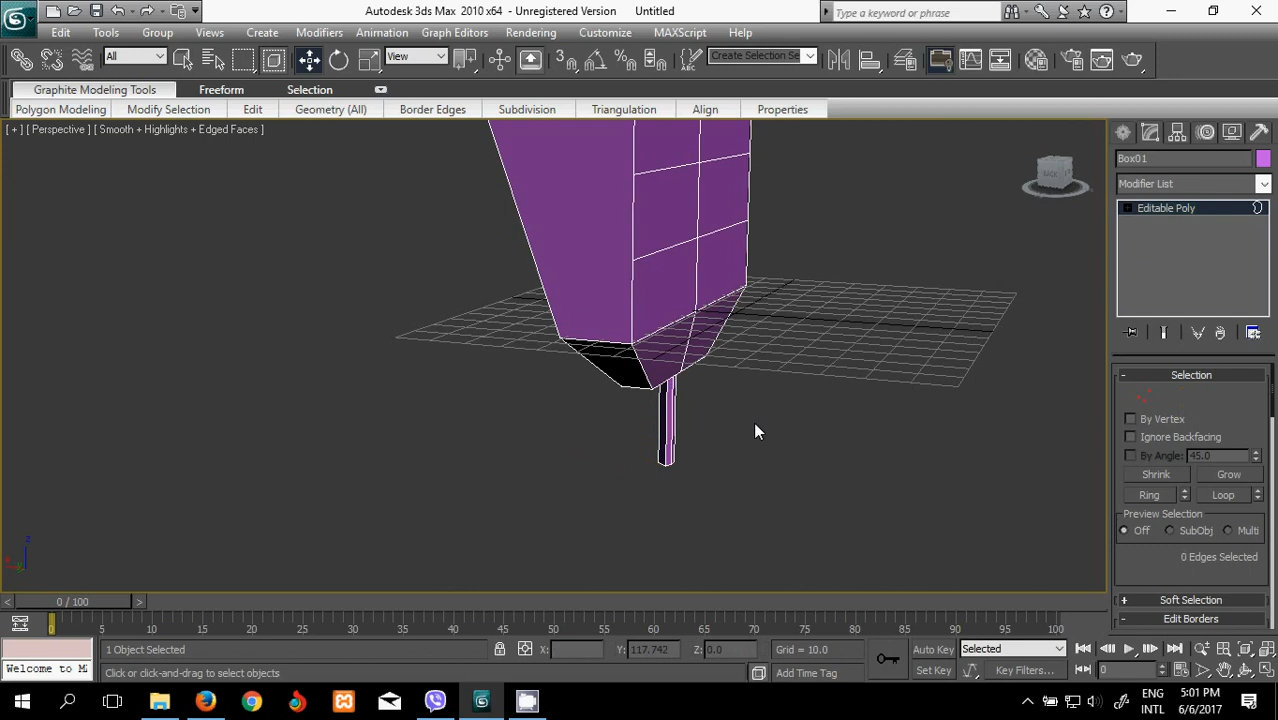 Autodesk 3ds Max 2010 x64 - Unregistered Version Untitled
Type a keyword or phrase
Edit Tools Group Views Create Modifiers Animation Graph Editors Rendering Customize MAXScript Help
All View Create Selection Se
Graphite Modeling Tools Freeform Selection
Polygon Modeling Modify Selection Edit Geometry (All) Border Edges Subdivision Triangulation Align Properties
[ + ] [ Perspective ] [ Smooth + Highlights + Edged Faces ]
BACK
Box01
Modifier List
Editable Poly
Selection
By Vertex
Ignore Backfacing
By Angle: 45.0
Shrink Grow
Ring Loop
Preview Selection
Off SubObj Multi
0 Edges Selected
Soft Selection
Edit Borders
z
x
< 0 / 100 >
0 5 10 15 20 25 30 35 40 45 50 55 60 65 70 75 80 85 90 95 100
1 Object Selected X: Y: 117.742 Z: 0.0 Grid = 10.0 Auto Key Selected
Welcome to M Click or click-and-drag to select objects Add Time Tag Set Key Key Filters... 0
ENG 5:01 PM
INTL 6/6/2017